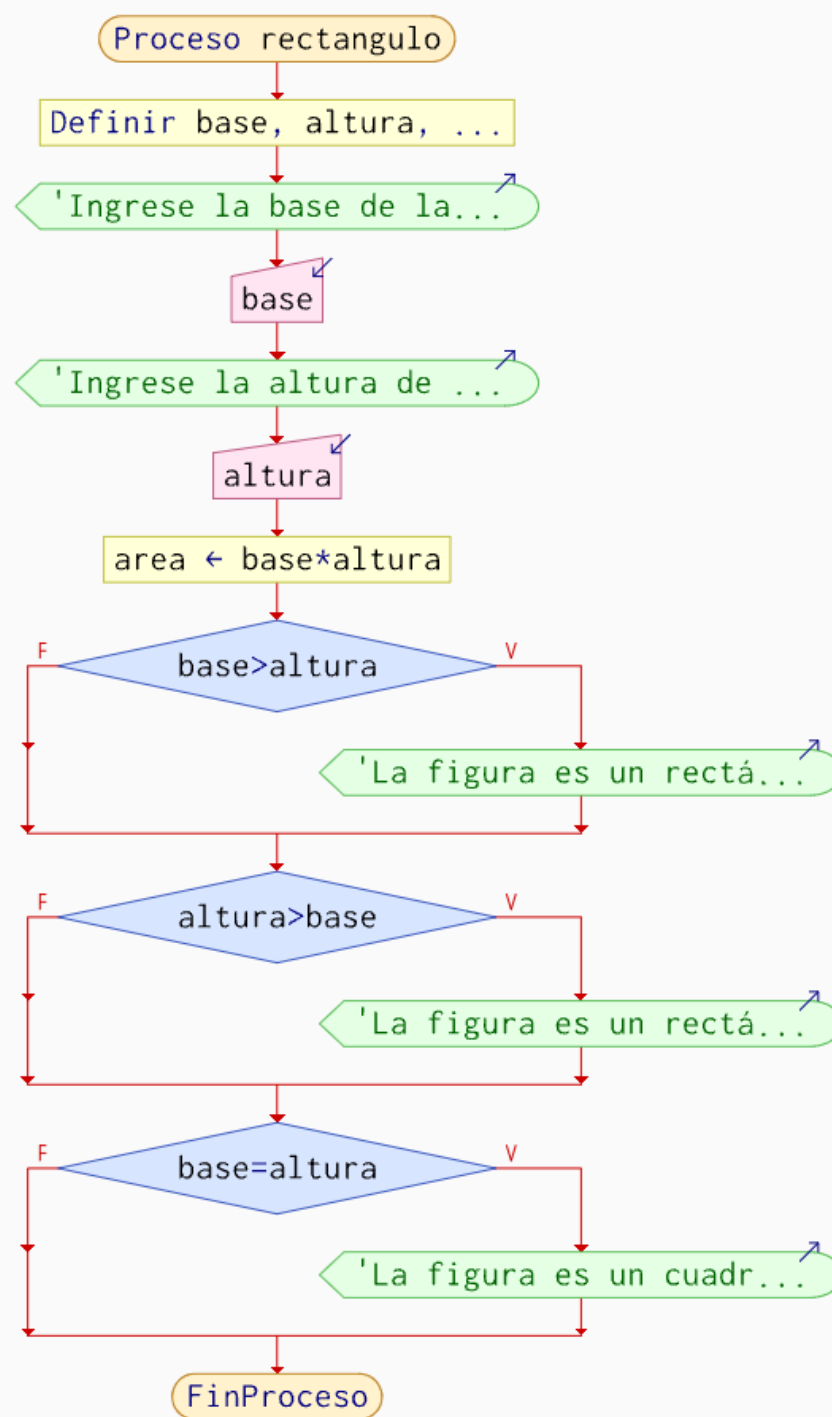 Proceso rectangulo
Definir base, altura, ...
'Ingrese la base de la...
base
'Ingrese la altura de ...
altura
area ← base*altura
F base>altura V
'La figura es un rectá...
F altura>base V
'La figura es un rectá...
F base=altura V
'La figura es un cuadr...
FinProceso